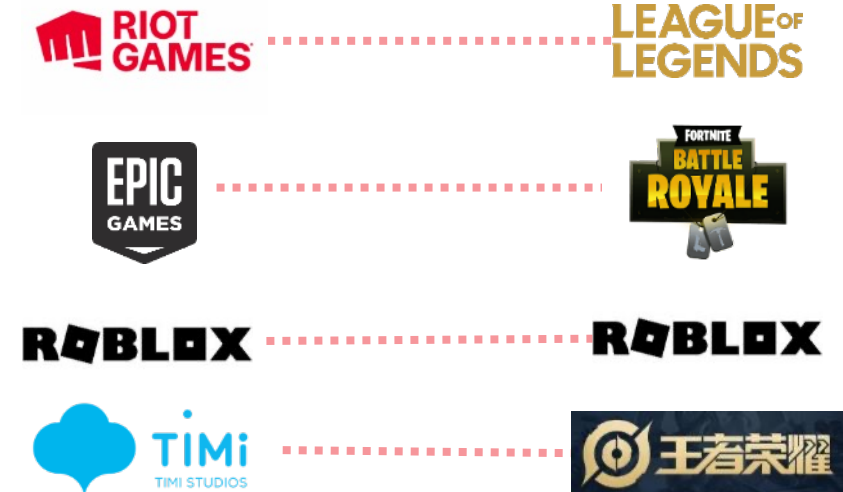 RIOT
GAMES
LEAGUE OF
LEGENDS
EPIC
GAMES
FORTNITE
BATTLE
ROYALE
L T
ROBLOX
ROBLOX
TiMi
TIMI STUDIOS
王者荣耀